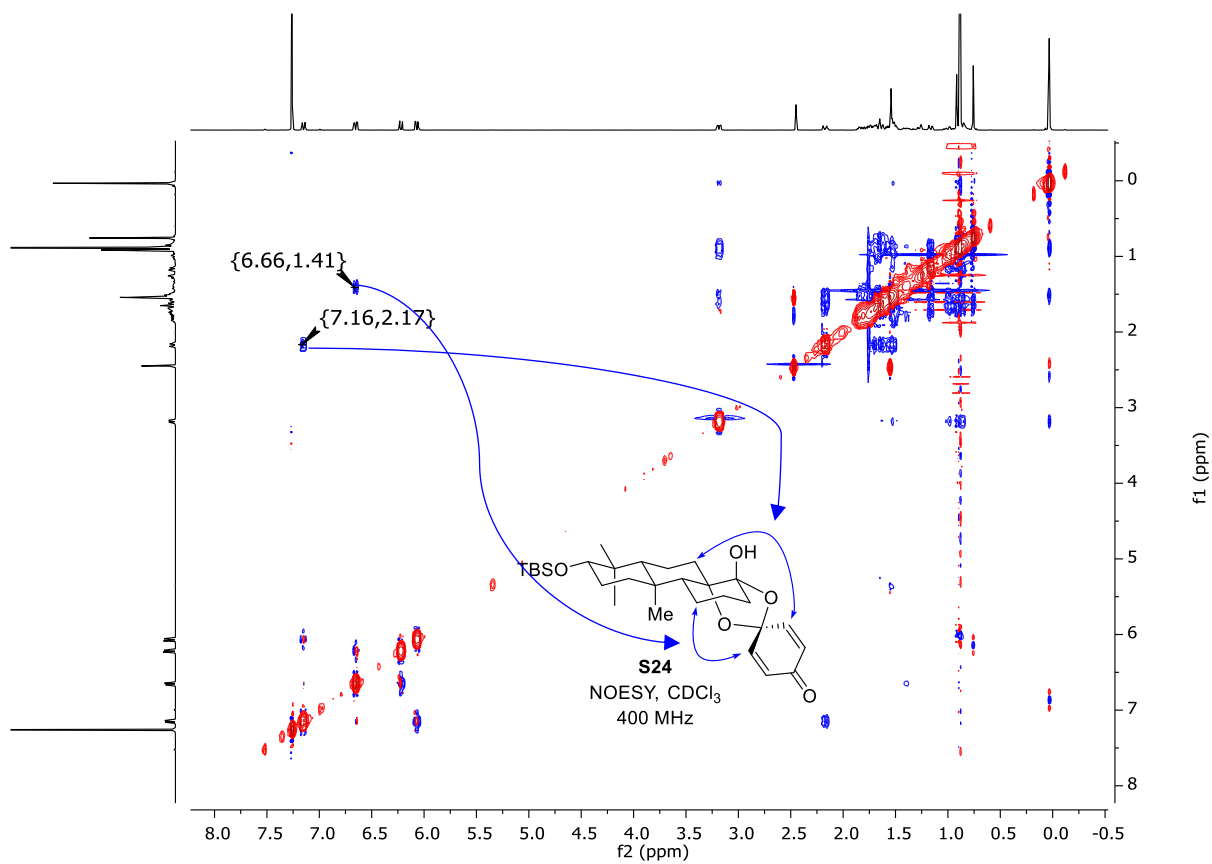 {6.66,1.41}
{7.16,2.17}
0
1
2
3
4
5
6
7
8
f1 (ppm)
OH
TBSO
O
Me
O
O
S24
NOESY, CDCl₃
400 MHz
8.0 7.5 7.0 6.5 6.0 5.5 5.0 4.5 4.0 3.5 3.0 2.5 2.0 1.5 1.0 0.5 0.0 -0.5
f2 (ppm)